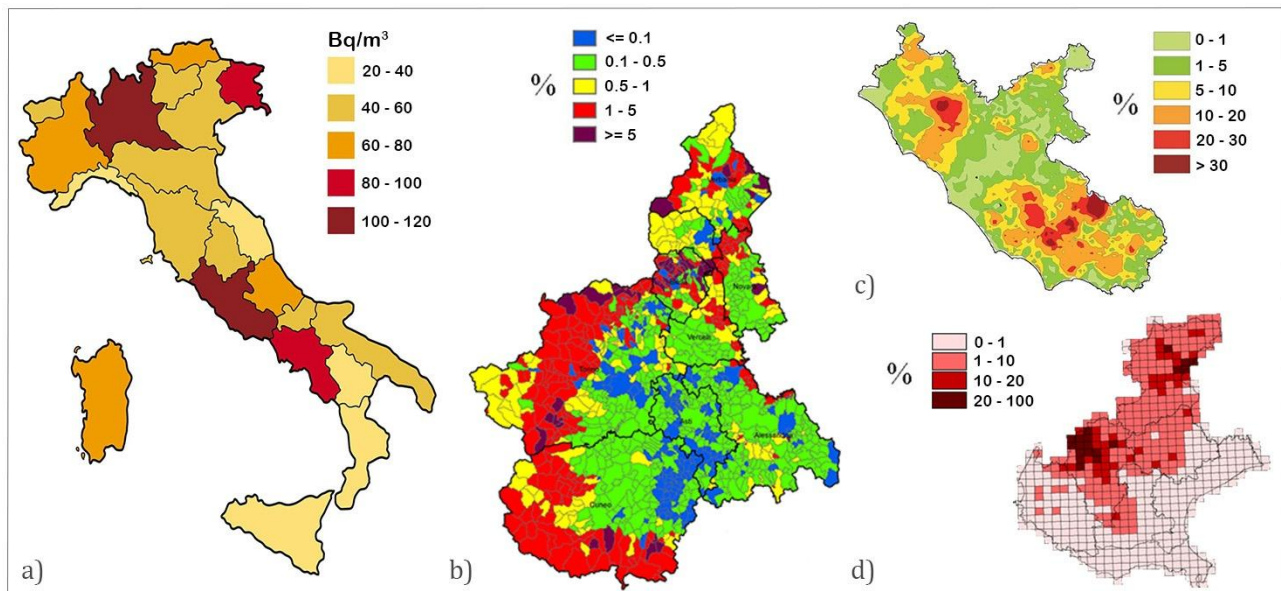 a)
Bq/m³
20 - 40
40 - 60
60 - 80
80 - 100
100 - 120
%
<= 0.1
0.1 - 0.5
0.5 - 1
1 - 5
>= 5
Novara
Vercelli
Asti
Alessandria
Cuneo
b)
%
0 - 1
1 - 5
5 - 10
10 - 20
20 - 30
> 30
c)
%
0 - 1
1 - 10
10 - 20
20 - 100
d)